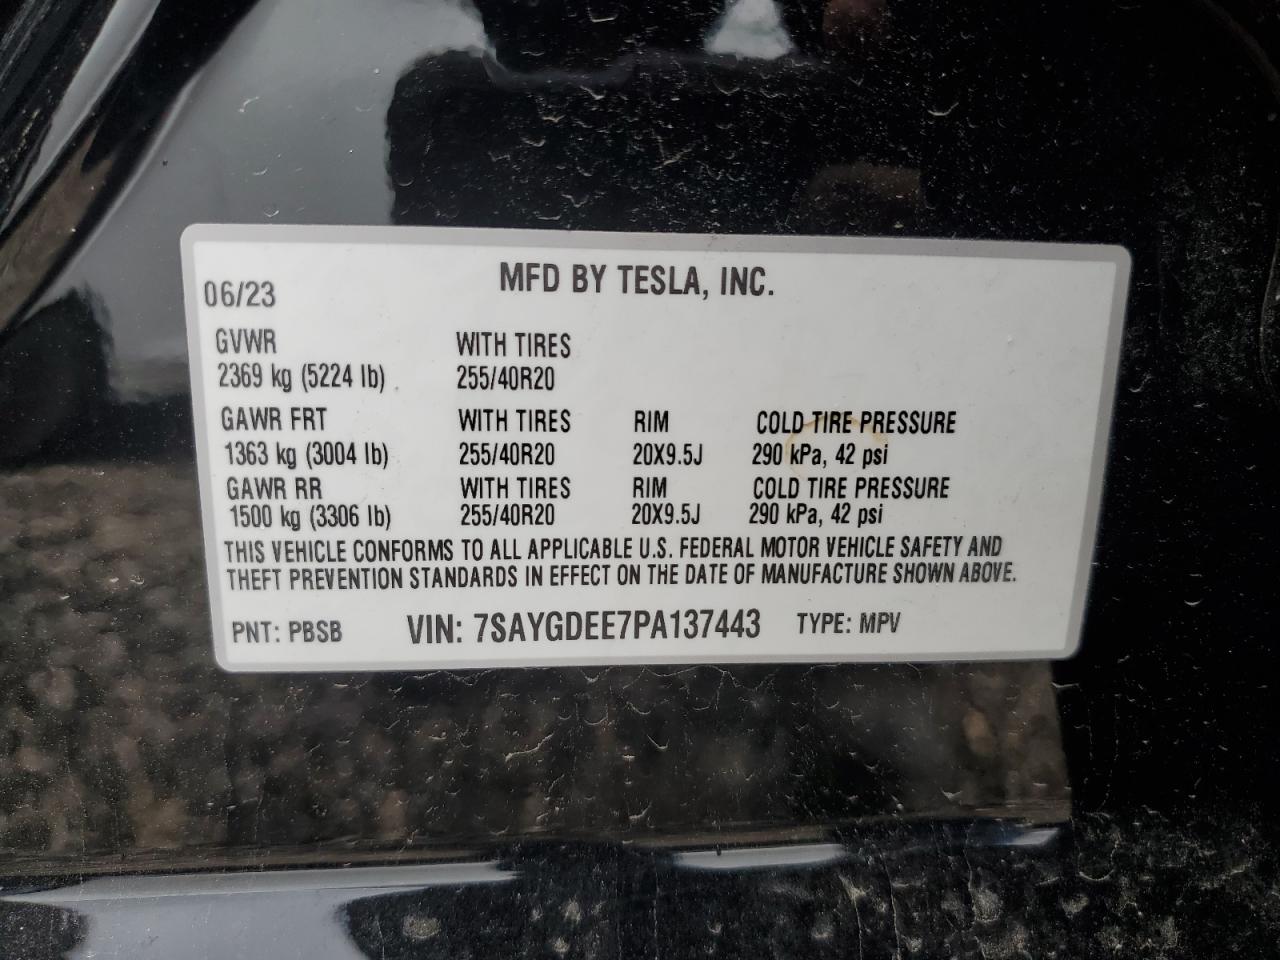 MFD BY TESLA, INC.
06/23
GVWR WITH TIRES
2369 kg (5224 lb) 255/40R20
GAWR FRT WITH TIRES RIM COLD TIRE PRESSURE
1363 kg (3004 lb) 255/40R20 20X9.5J 290 kPa, 42 psi
GAWR RR WITH TIRES RIM COLD TIRE PRESSURE
1500 kg (3306 lb) 255/40R20 20X9.5J 290 kPa, 42 psi
THIS VEHICLE CONFORMS TO ALL APPLICABLE U.S. FEDERAL MOTOR VEHICLE SAFETY AND
THEFT PREVENTION STANDARDS IN EFFECT ON THE DATE OF MANUFACTURE SHOWN ABOVE.
PNT: PBSB VIN: 7SAYGDEE7PA137443 TYPE: MPV